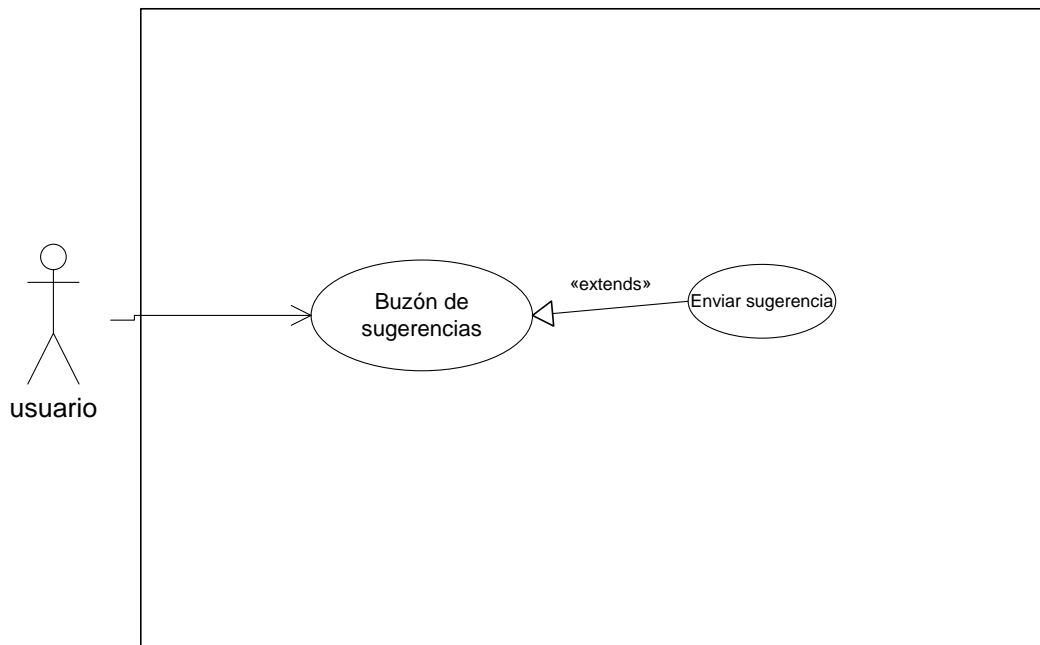 «extends»
Buzón de
sugerencias
Enviar sugerencia
usuario